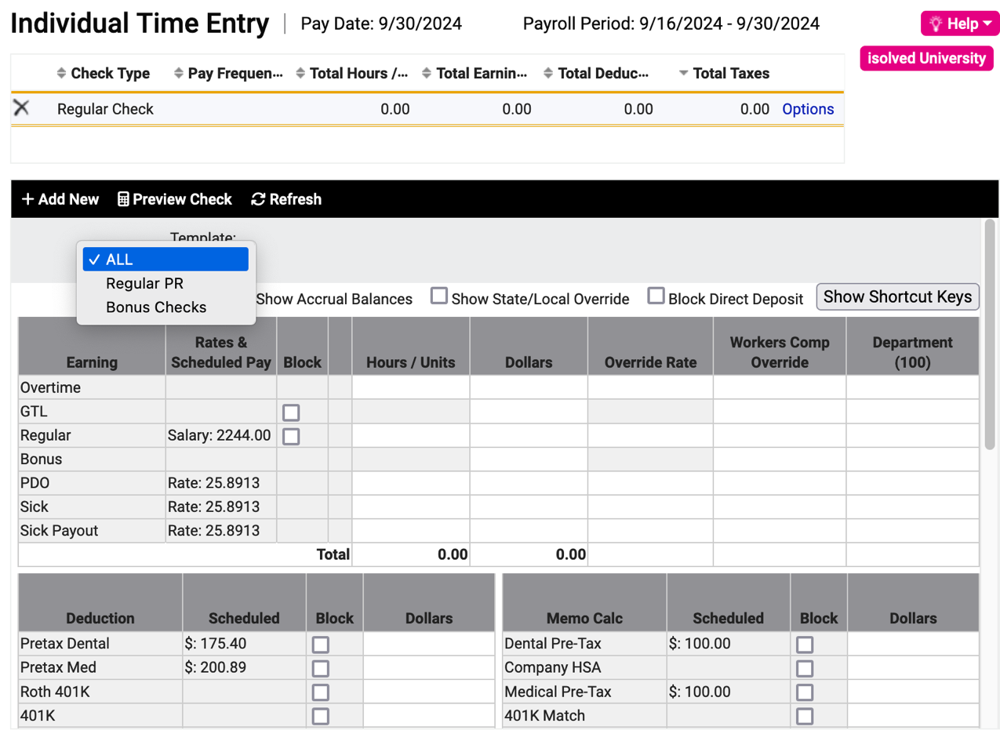 Individual Time Entry | Pay Date: 9/30/2024 Payroll Period: 9/16/2024 - 9/30/2024 Help
isolved University
Check Type Pay Frequen... Total Hours /... Total Earnin... Total Deduc... Total Taxes
Regular Check 0.00 0.00 0.00 0.00 Options
+ Add New Preview Check Refresh
Template:
✓ ALL
Regular PR
Bonus Checks
Show Accrual Balances Show State/Local Override Block Direct Deposit Show Shortcut Keys
Earning Rates & Scheduled Pay Block Hours / Units Dollars Override Rate Workers Comp Override Department (100)
Overtime
GTL
Regular Salary: 2244.00
Bonus
PDO Rate: 25.8913
Sick Rate: 25.8913
Sick Payout Rate: 25.8913
Total 0.00 0.00
Deduction Scheduled Block Dollars Memo Calc Scheduled Block Dollars
Pretax Dental $: 175.40 Dental Pre-Tax $: 100.00
Pretax Med $: 200.89 Company HSA
Roth 401K Medical Pre-Tax $: 100.00
401K 401K Match